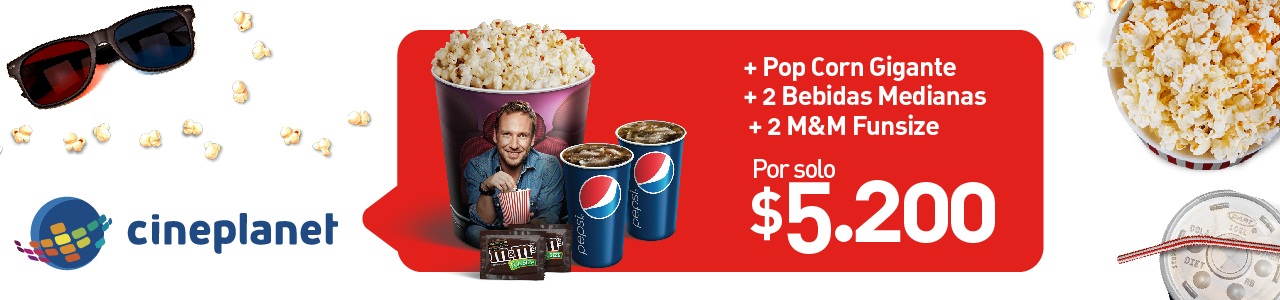 + Pop Corn Gigante
+ 2 Bebidas Medianas
+ 2 M&M Funsize
Por solo
$5.200
cineplanet
pepsi
pepsi
m&m's